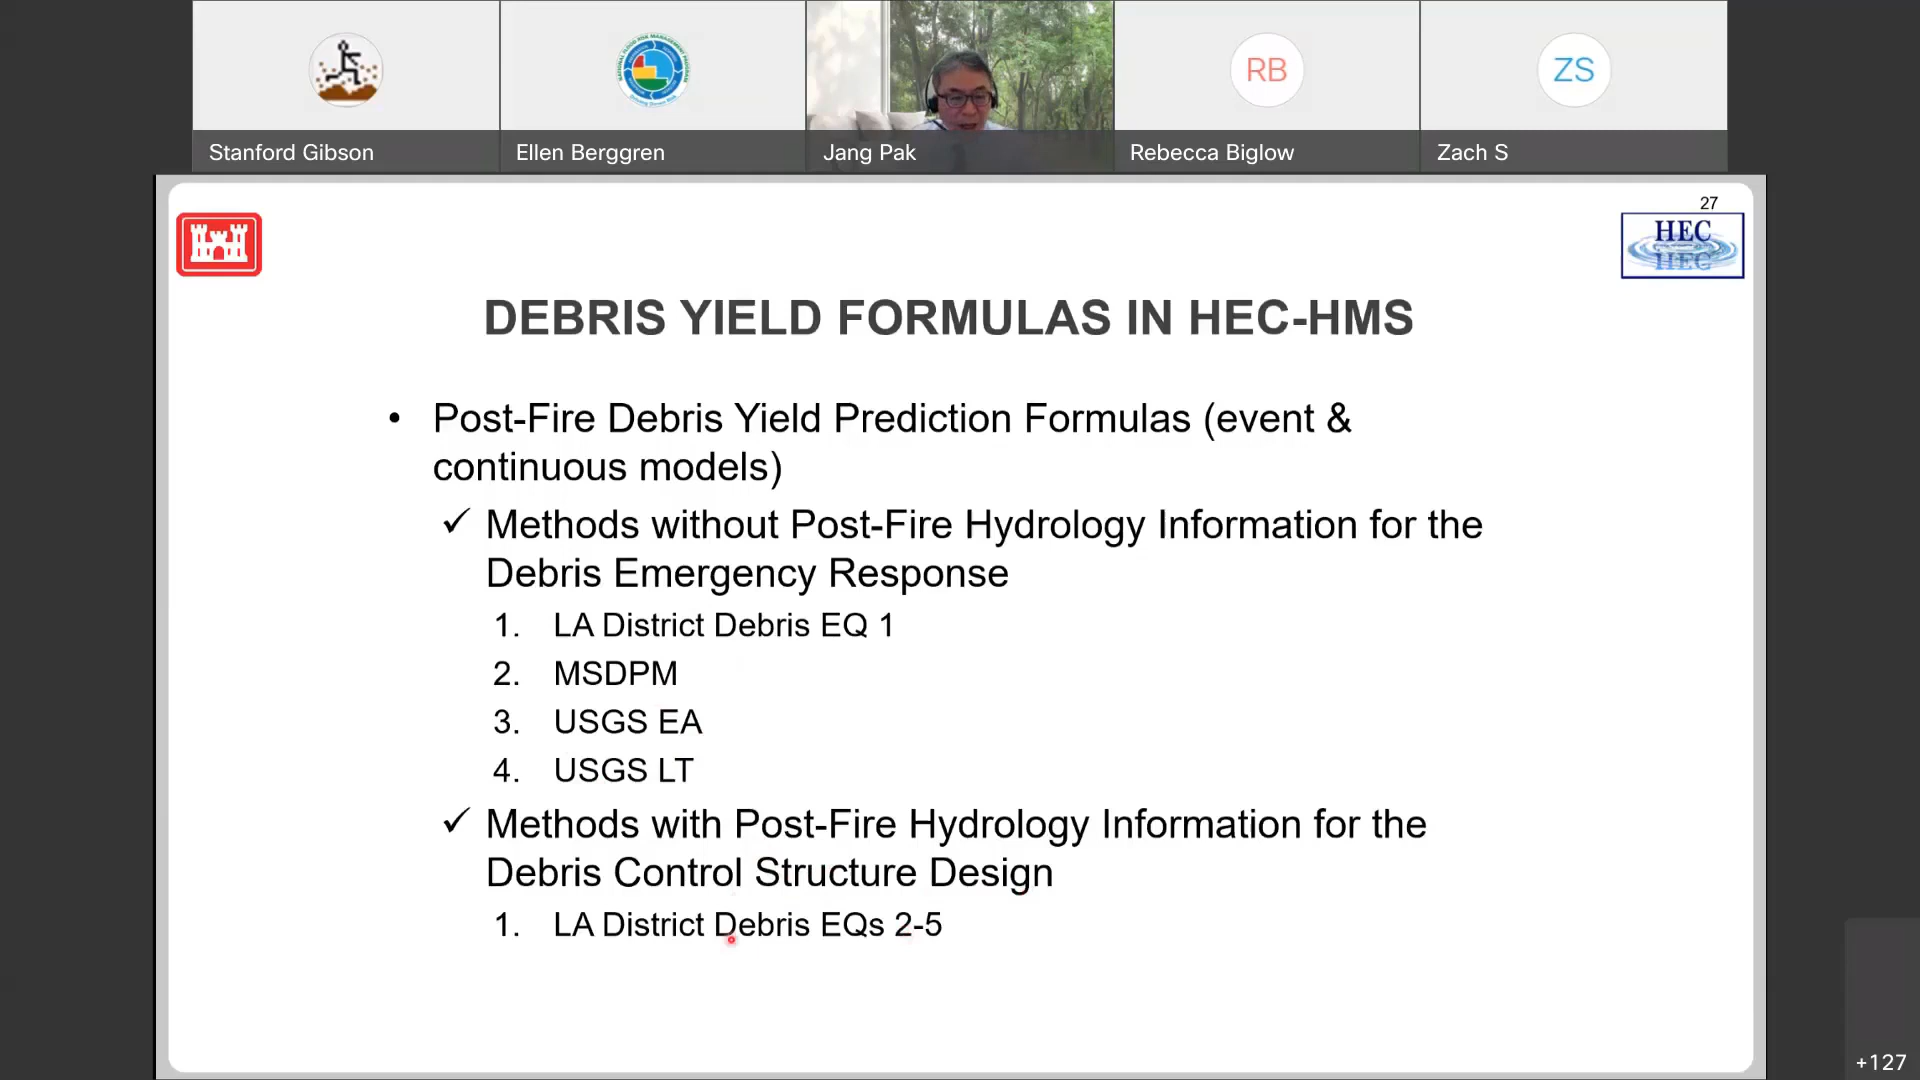 Stanford Gibson
Ellen Berggren
Jang Pak
RB
Rebecca Biglow
ZS
Zach S
27
HEC
DEBRIS YIELD FORMULAS IN HEC-HMS
• Post-Fire Debris Yield Prediction Formulas (event &
continuous models)
✓ Methods without Post-Fire Hydrology Information for the
Debris Emergency Response
1. LA District Debris EQ 1
2. MSDPM
3. USGS EA
4. USGS LT
✓ Methods with Post-Fire Hydrology Information for the
Debris Control Structure Design
1. LA District Debris EQs 2-5
+127